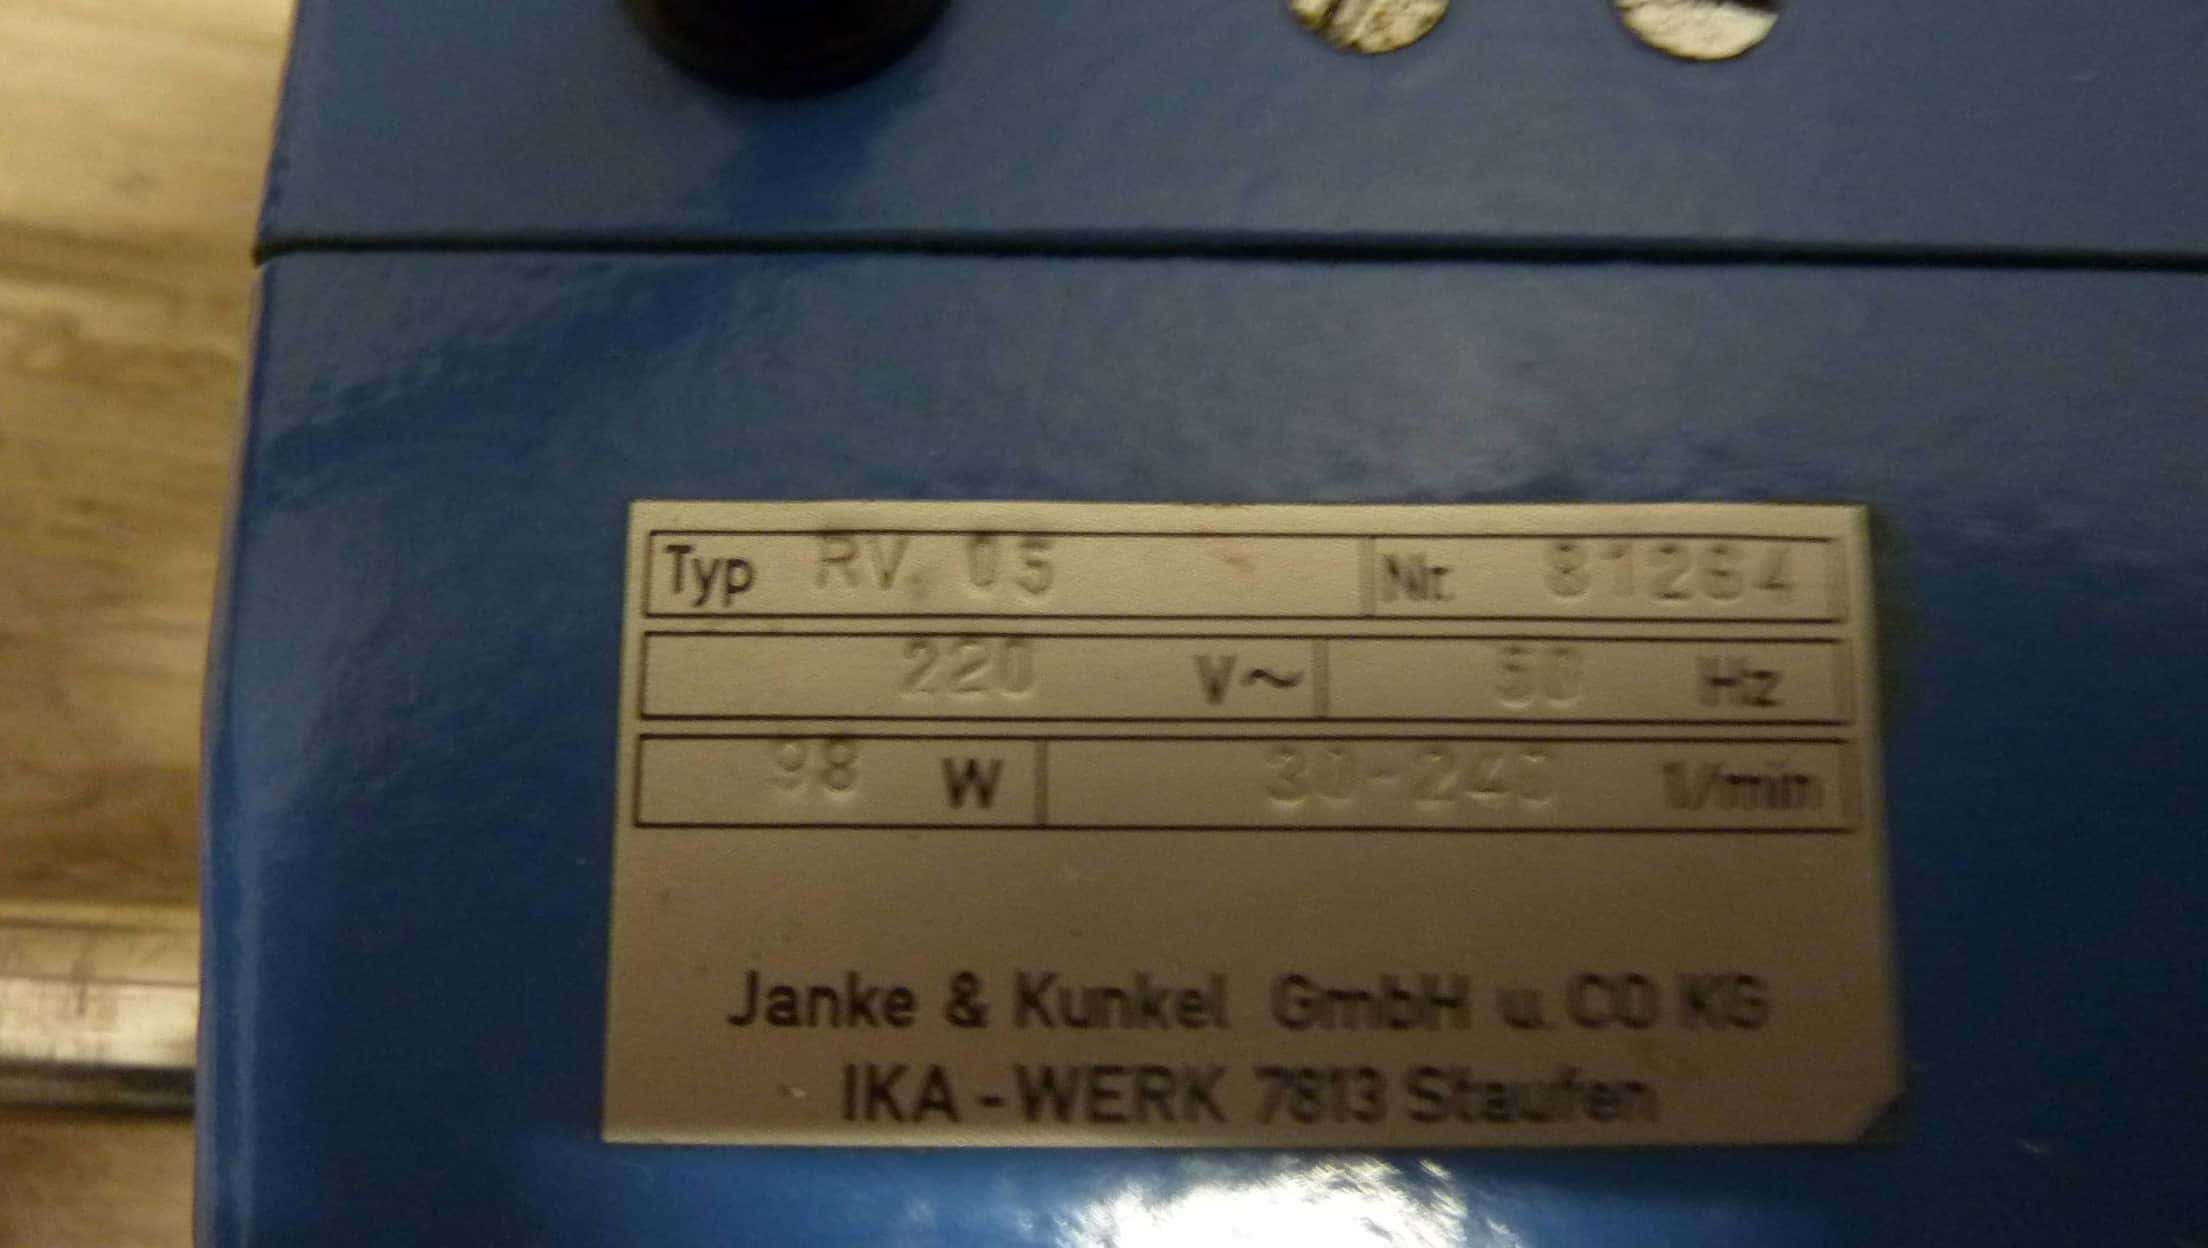 Typ RV. 05 Nr. 81264
220 V~ 50 Hz
98 W 30-240 1/min
Janke & Kunkel GmbH u. CO KG
IKA-WERK 7813 Staufen